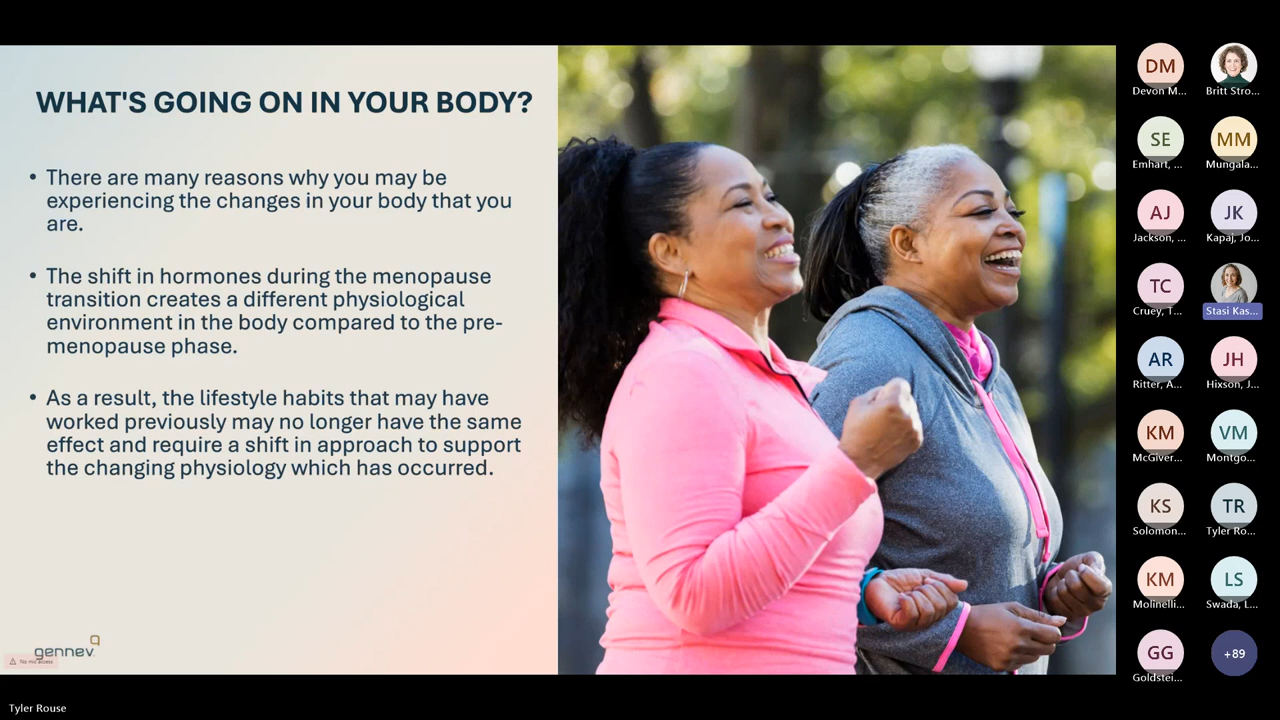 WHAT'S GOING ON IN YOUR BODY?
• There are many reasons why you may be
experiencing the changes in your body that you
are.
• The shift in hormones during the menopause
transition creates a different physiological
environment in the body compared to the pre-
menopause phase.
• As a result, the lifestyle habits that may have
worked previously may no longer have the same
effect and require a shift in approach to support
the changing physiology which has occurred.
gennev
No mic access
Tyler Rouse
DM
Devon M...
Britt Stro...
SE
Emhart, ...
MM
Mungala...
AJ
Jackson, ...
JK
Kapaj, Jo...
TC
Cruey, T...
Stasi Kas...
AR
Ritter, A...
JH
Hixson, J...
KM
McGiver...
VM
Montgo...
KS
Solomon...
TR
Tyler Ro...
KM
Molinelli...
LS
Swada, L...
GG
Goldstei...
+89